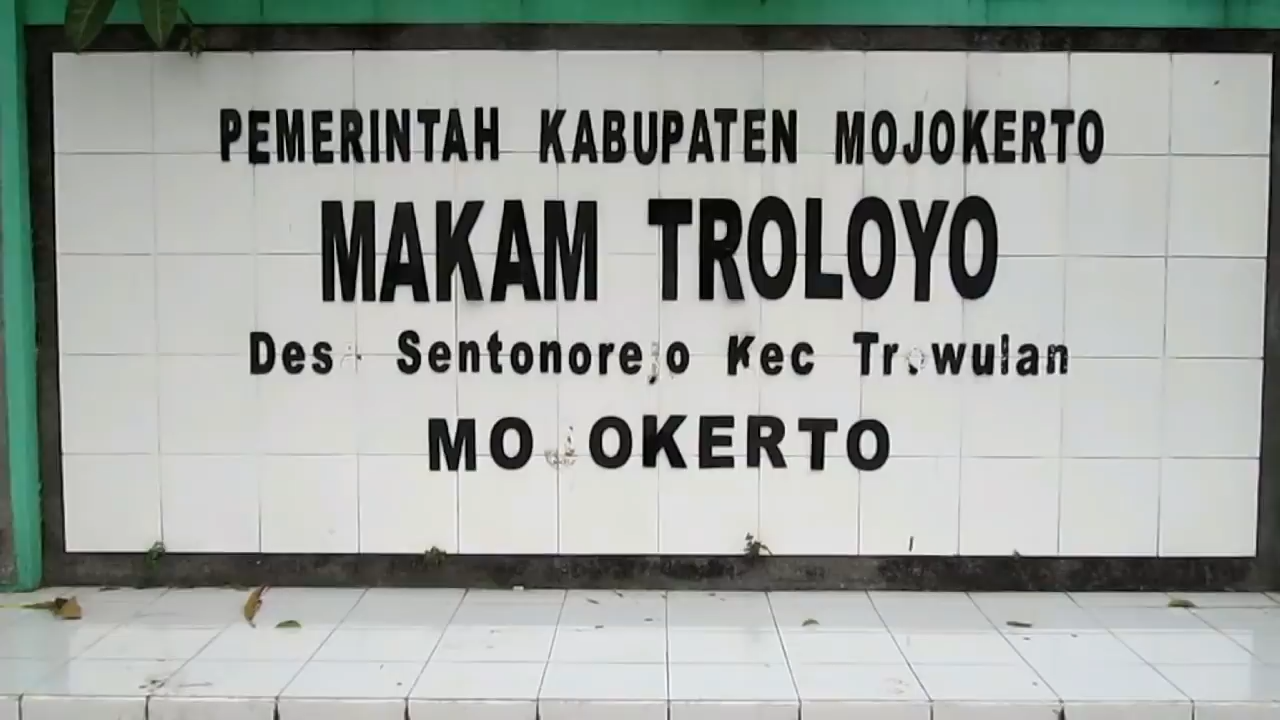 PEMERINTAH KABUPATEN MOJOKERTO
MAKAM TROLOYO
Desa Sentonorejo Kec Trowulan
MOJOKERTO